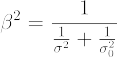 β² = 1 / (1/σ² + 1/σ₀²)